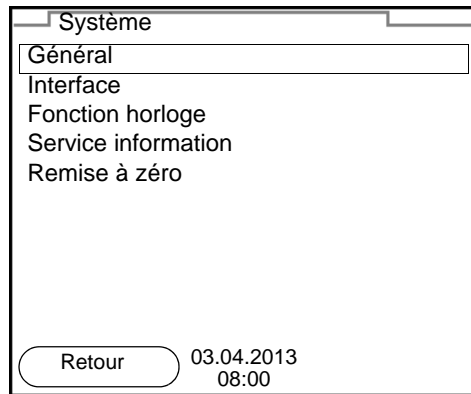 Système
Général
Interface
Fonction horloge
Service information
Remise à zéro
Retour
03.04.2013
08:00